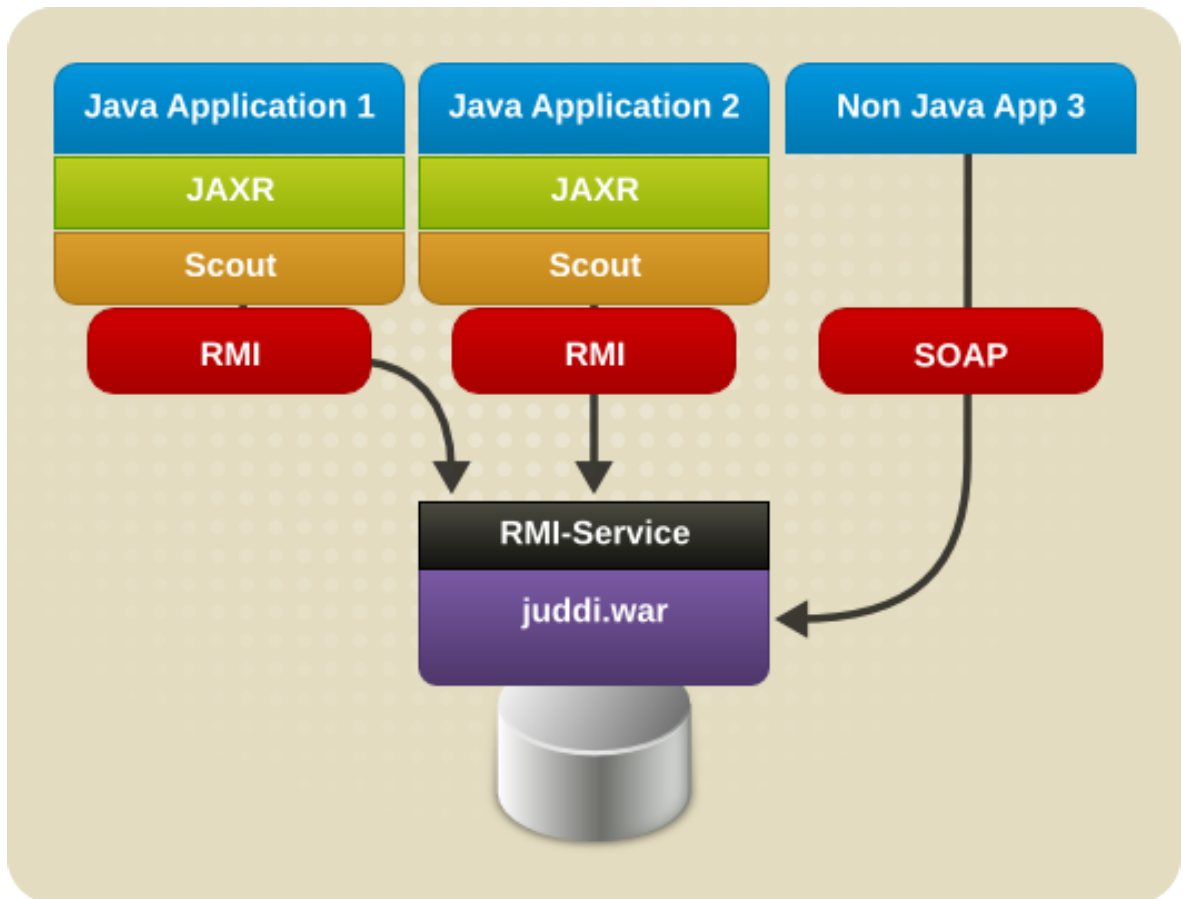 Java Application 1
Java Application 2
Non Java App 3
JAXR
JAXR
Scout
Scout
RMI
RMI
SOAP
RMI-Service
juddi.war